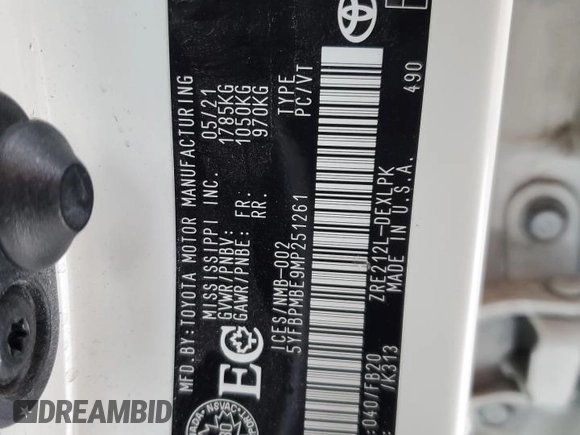 MFD.BY:TOYOTA MOTOR MANUFACTURING
MISSISSIPPI INC. 05/21
GVWR/PNBV: 1785KG
GAWR/PNBE: FR. 1050KG
RR. 970KG
ICES/NMB-002 TYPE
5YFBPMBE9MP251261 PC/VT
ZRE212L-DEXLPK 490
:040/FB20 MADE IN U.S.A.
/K313
NSVAC
DREAMBID